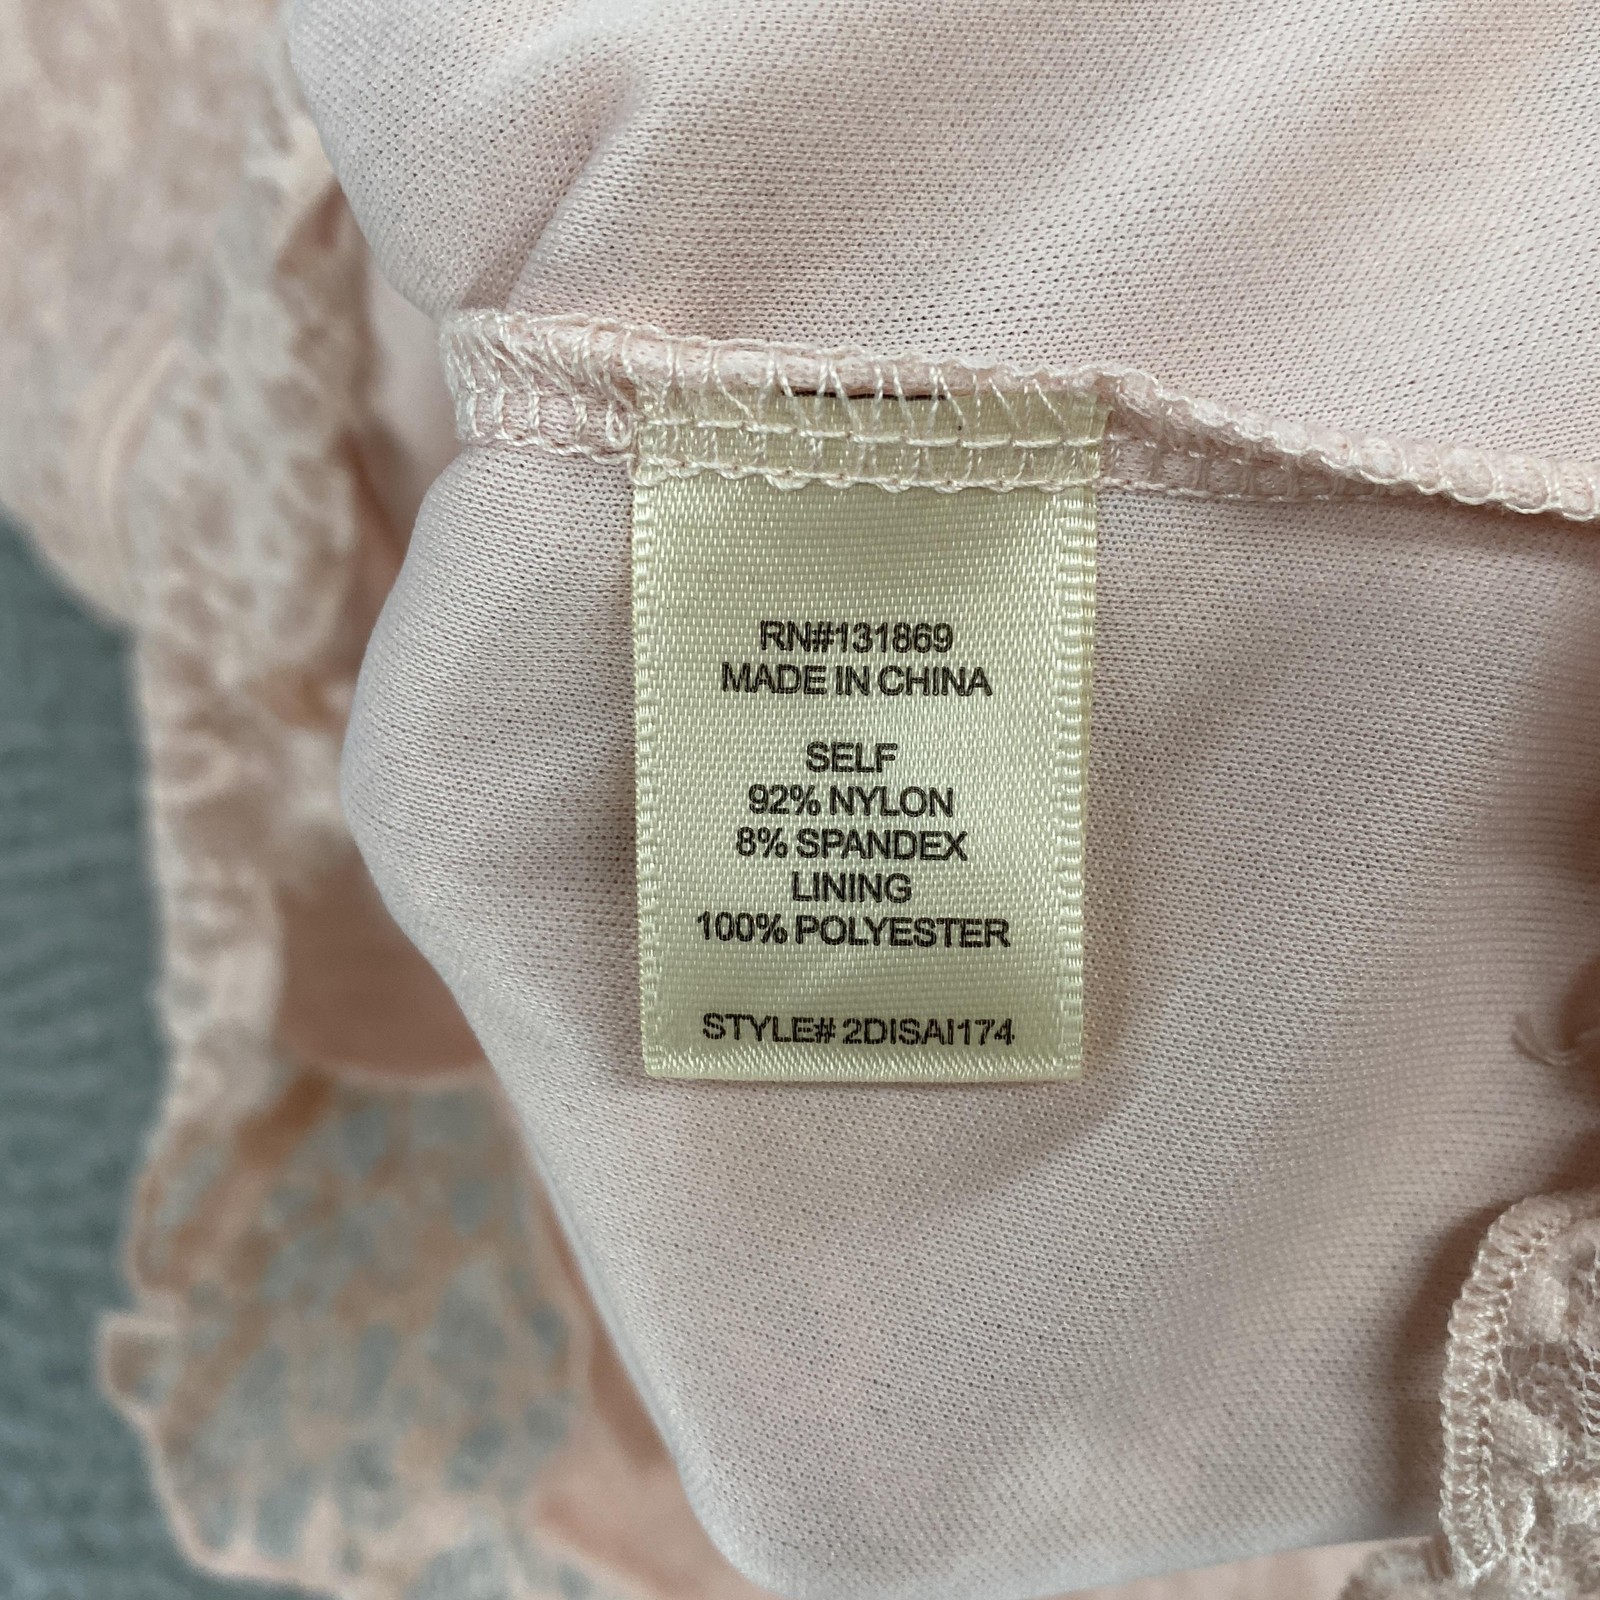 RN#131869
MADE IN CHINA
SELF
92% NYLON
8% SPANDEX
LINING
100% POLYESTER
STYLE# 2DISAI174